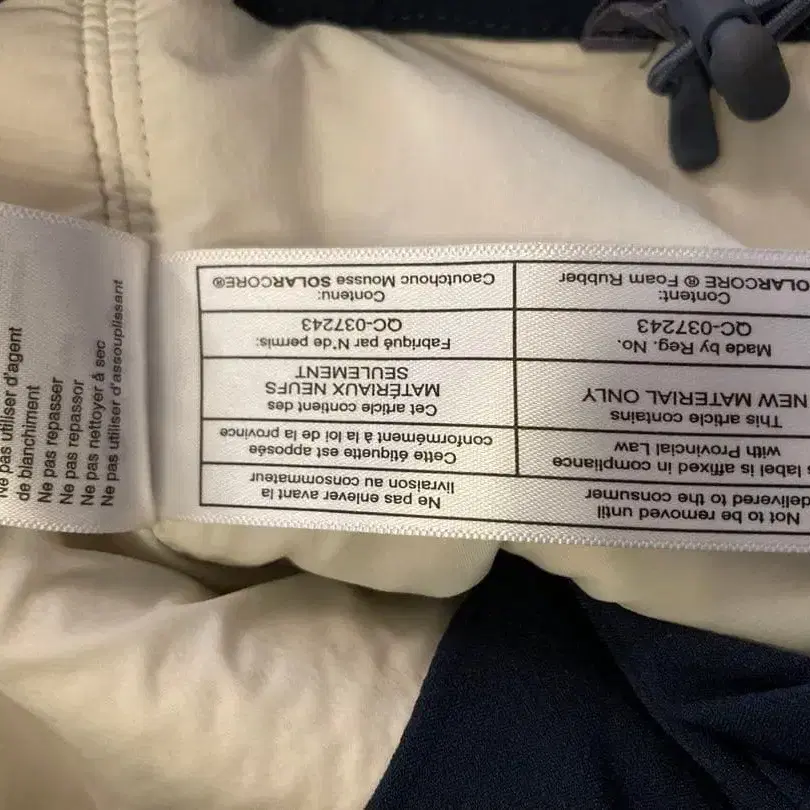 Not to be removed until
delivered to the consumer
Ne pas enlever avant la
livraison au consommateur
label is affixed in compliance
with Provincial Law
Cette étiquette est apposée
conformément à la loi de la province
This article contains
NEW MATERIAL ONLY
Cet article contient des
MATÉRIAUX NEUFS
SEULEMENT
Made by Reg. No.
QC-037243
Fabriqué par N°de permis:
QC-037243
Content:
OLARCORE ® Foam Rubber
Contenu:
Caoutchouc Mousse SOLARCORE®
Ne pas utiliser d'agent
de blanchiment
Ne pas repasser
Ne pas repassor
Ne pas nettoyer á sec
Ne pas utiliser d'assouplissant